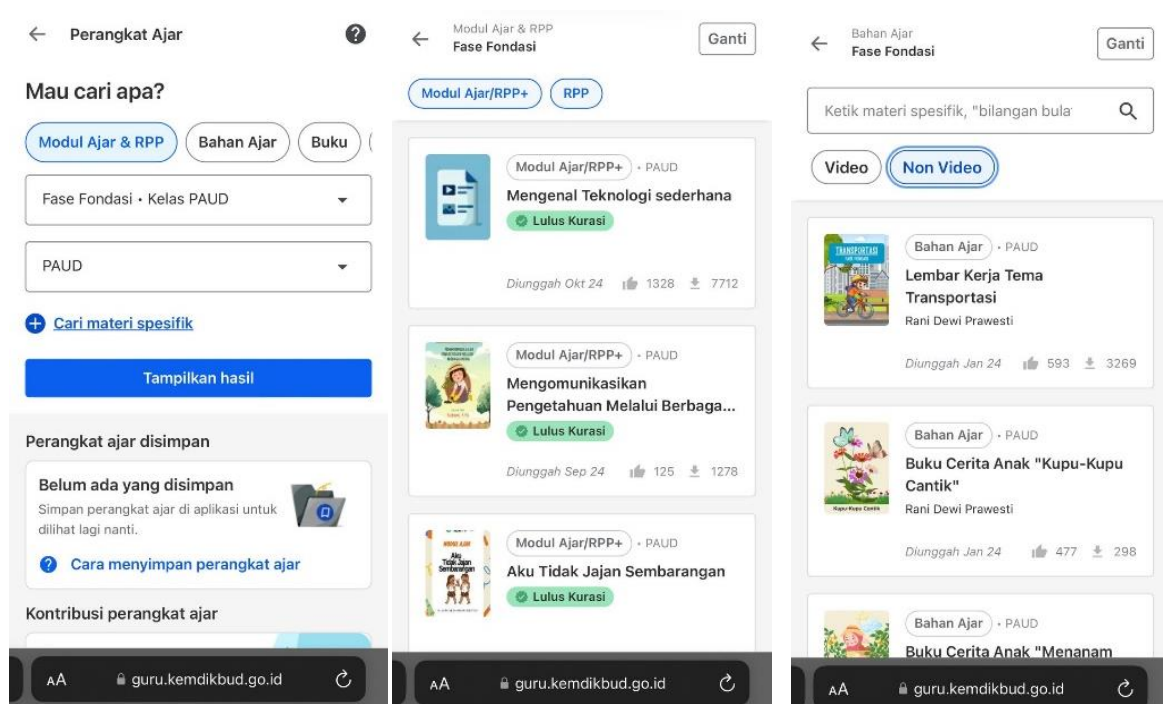 Perangkat Ajar
Mau cari apa?
Modul Ajar & RPP
Bahan Ajar
Buku
Fase Fondasi • Kelas PAUD
PAUD
Cari materi spesifik
Tampilkan hasil
Perangkat ajar disimpan
Belum ada yang disimpan
Simpan perangkat ajar di aplikasi untuk
dilihat lagi nanti.
Cara menyimpan perangkat ajar
Kontribusi perangkat ajar
AA guru.kemdikbud.go.id
Modul Ajar & RPP
Fase Fondasi
Ganti
Modul Ajar/RPP+
RPP
Modul Ajar/RPP+ • PAUD
Mengenal Teknologi sederhana
Lulus Kurasi
Diunggah Okt 24 1328 7712
Modul Ajar/RPP+ • PAUD
Mengomunikasikan
Pengetahuan Melalui Berbaga...
Lulus Kurasi
Diunggah Sep 24 125 1278
MODUL AJAR
Aku
Tidak Jajan
Sembarangan
Modul Ajar/RPP+ • PAUD
Aku Tidak Jajan Sembarangan
Lulus Kurasi
AA guru.kemdikbud.go.id
Bahan Ajar
Fase Fondasi
Ganti
Ketik materi spesifik, "bilangan bula
Video
Non Video
TRANSPORTASI
Bahan Ajar • PAUD
Lembar Kerja Tema
Transportasi
Rani Dewi Prawesti
Diunggah Jan 24 593 3269
Kupu-Kupu Cantik
Bahan Ajar • PAUD
Buku Cerita Anak "Kupu-Kupu
Cantik"
Rani Dewi Prawesti
Diunggah Jan 24 477 298
Bahan Ajar • PAUD
Buku Cerita Anak "Menanam
AA guru.kemdikbud.go.id